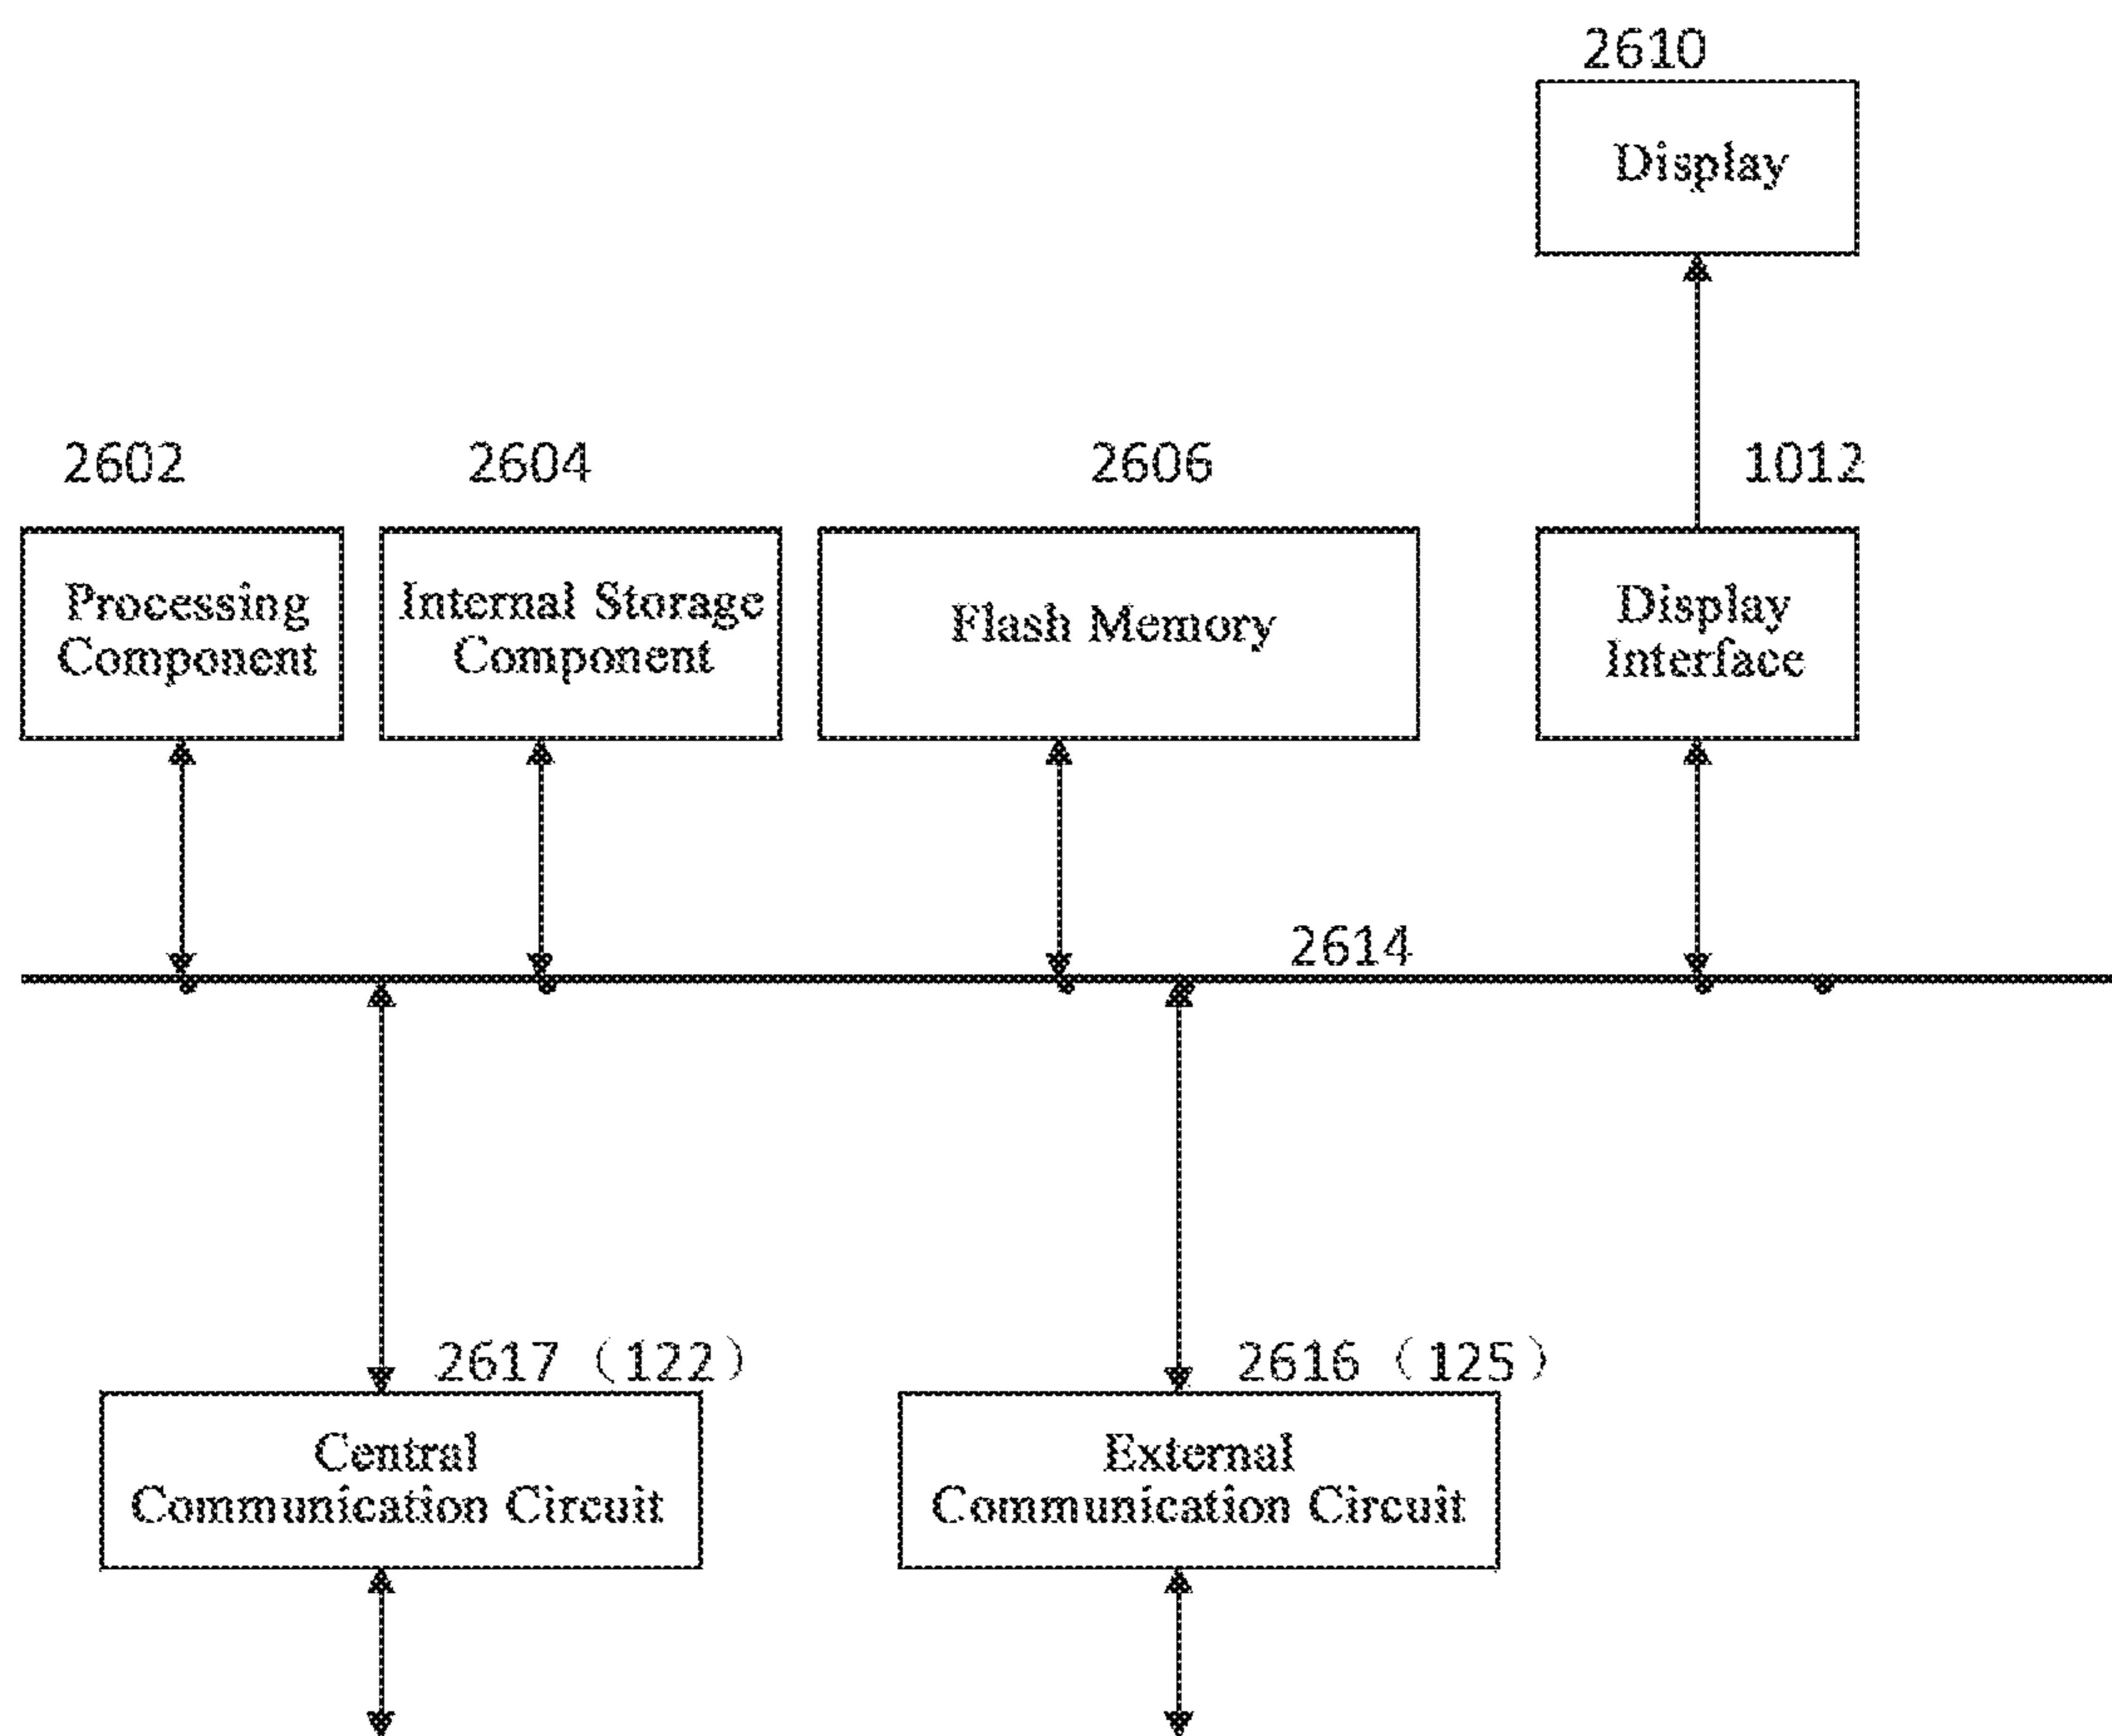 2610
Display
2602
2604
2606
1012
Processing
Component
Internal Storage
Component
Flash Memory
Display
Interface
2614
2617（122）
2616（125）
Central
Communication Circuit
External
Communication Circuit